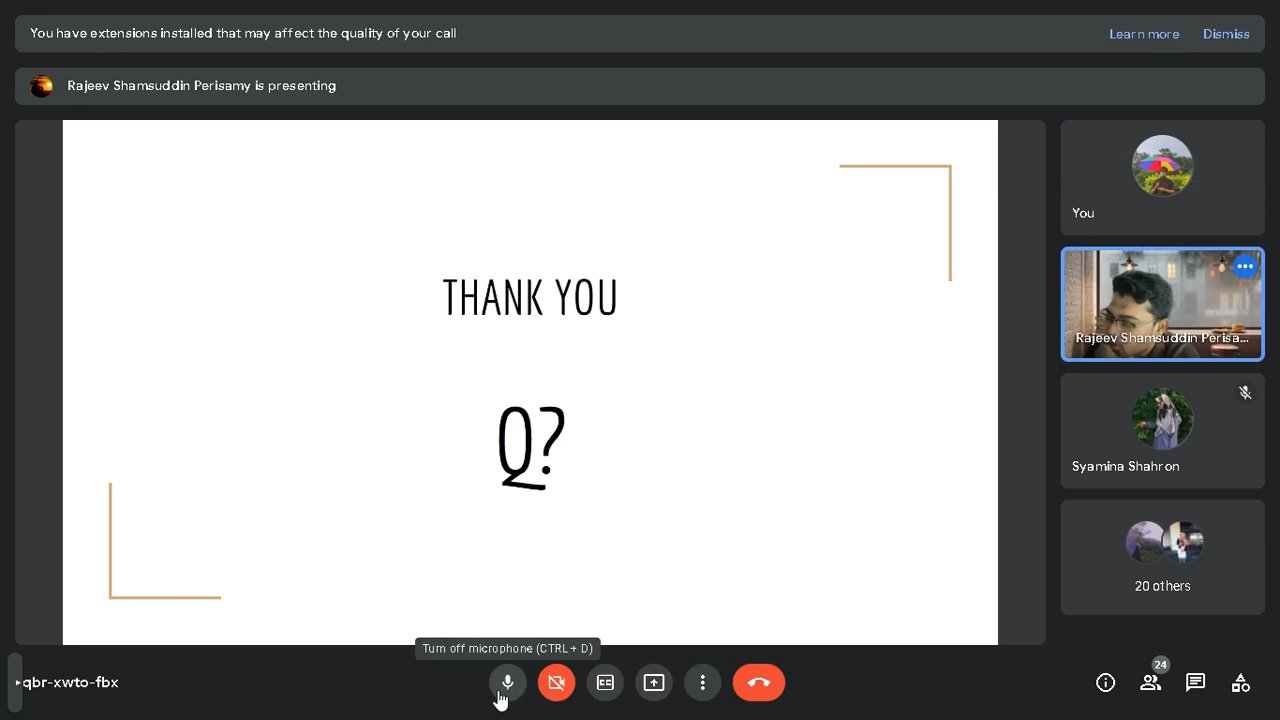 You have extensions installed that may affect the quality of your call
Learn more
Dismiss
Rajeev Shamsuddin Perisamy is presenting
THANK YOU
Q?
You
Rajeev Shamsuddin Perisa...
Syamina Shahron
20 others
Turn off microphone (CTRL + D)
qbr-xwto-fbx
CC
24